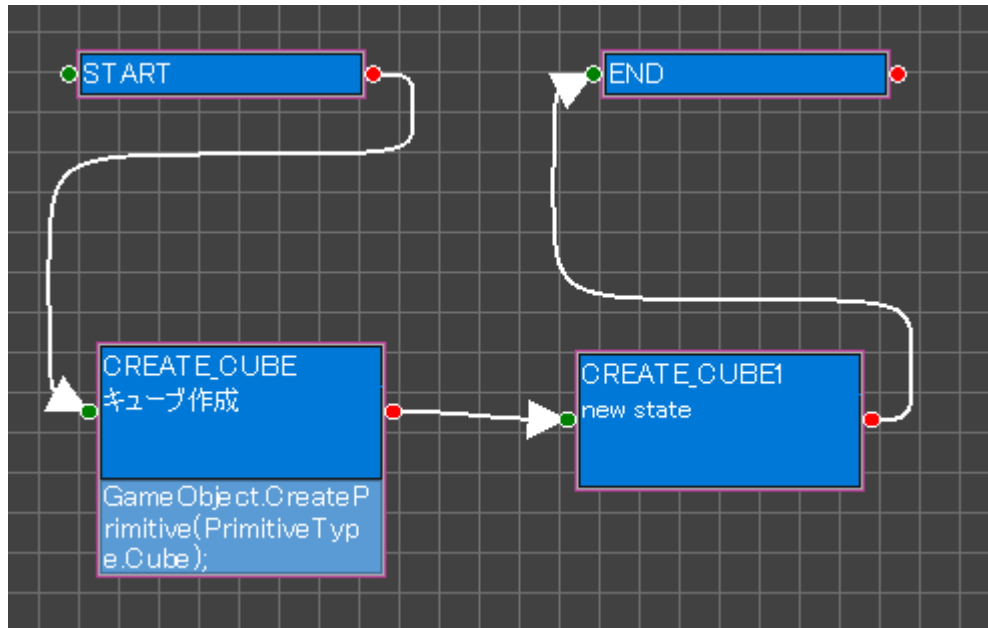 START
END
CREATE_CUBE
キューブ作成
GameObject.CreateP
rimitive(PrimitiveTyp
e.Cube);
CREATE_CUBE1
new state